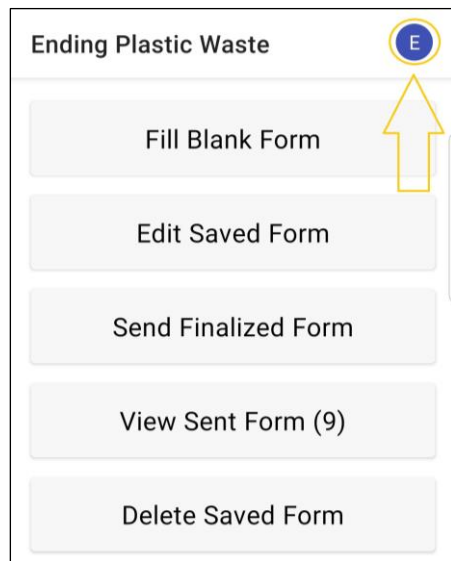 Ending Plastic Waste E
Fill Blank Form
Edit Saved Form
Send Finalized Form
View Sent Form (9)
Delete Saved Form